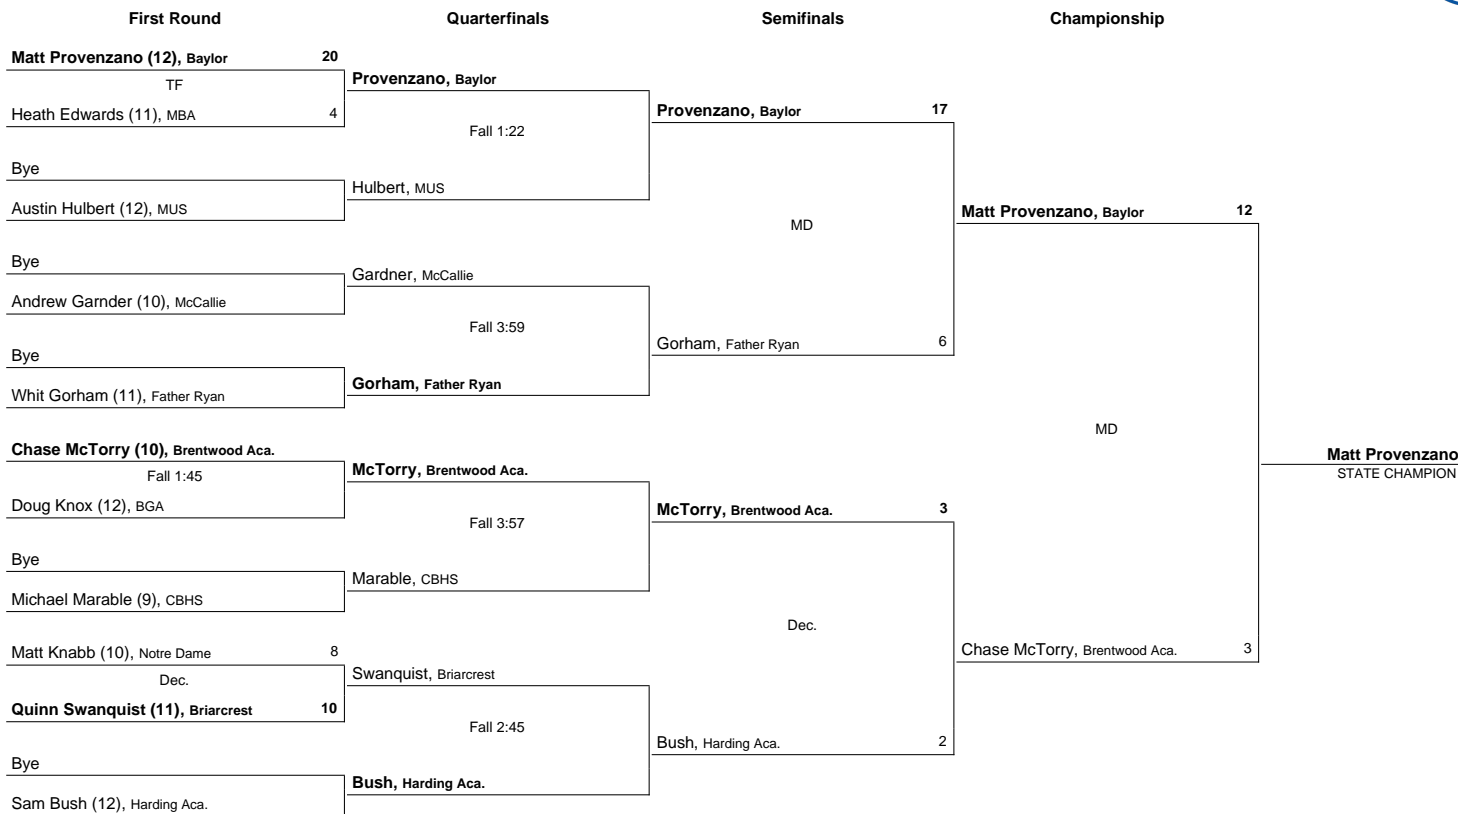 First Round Quarterfinals Semifinals Championship
Matt Provenzano (12), Baylor 20
TF
Heath Edwards (11), MBA 4
Bye
Austin Hulbert (12), MUS
Bye
Andrew Garnder (10), McCallie
Bye
Whit Gorham (11), Father Ryan
Chase McTorry (10), Brentwood Aca.
Fall 1:45
Doug Knox (12), BGA
Bye
Michael Marable (9), CBHS
Matt Knabb (10), Notre Dame 8
Dec.
Quinn Swanquist (11), Briarcrest 10
Bye
Sam Bush (12), Harding Aca.
Provenzano, Baylor
Fall 1:22
Hulbert, MUS
Gardner, McCallie
Fall 3:59
Gorham, Father Ryan
McTorry, Brentwood Aca.
Fall 3:57
Marable, CBHS
Swanquist, Briarcrest
Fall 2:45
Bush, Harding Aca.
Provenzano, Baylor 17
MD
Gorham, Father Ryan 6
McTorry, Brentwood Aca. 3
Dec.
Bush, Harding Aca. 2
Matt Provenzano, Baylor 12
MD
Chase McTorry, Brentwood Aca. 3
Matt Provenzano
STATE CHAMPION